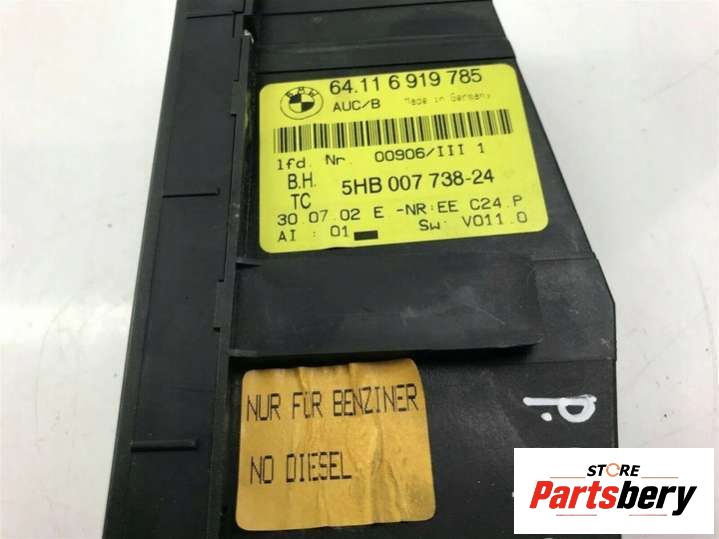 BMW
64.11 6 919 785
AUC/B Made in Germany
lfd. Nr. 00906/III 1
B.H.
TC 5HB 007 738-24
30.07.02 E -NR:EE C24.P
AI : 01 SW: V011.0
NUR FÜR BENZINER
NO DIESEL
STORE
Partsbery